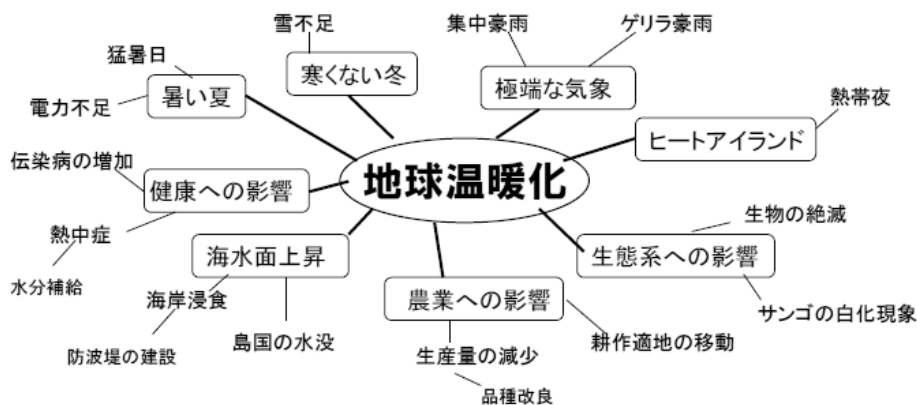 雪不足
集中豪雨
ゲリラ豪雨
猛暑日
寒くない冬
極端な気象
電力不足
暑い夏
熱帯夜
ヒートアイランド
伝染病の増加
健康への影響
地球温暖化
生物の絶滅
熱中症
海水面上昇
生態系への影響
水分補給
海岸浸食
農業への影響
サンゴの白化現象
防波堤の建設
島国の水没
生産量の減少
耕作適地の移動
品種改良